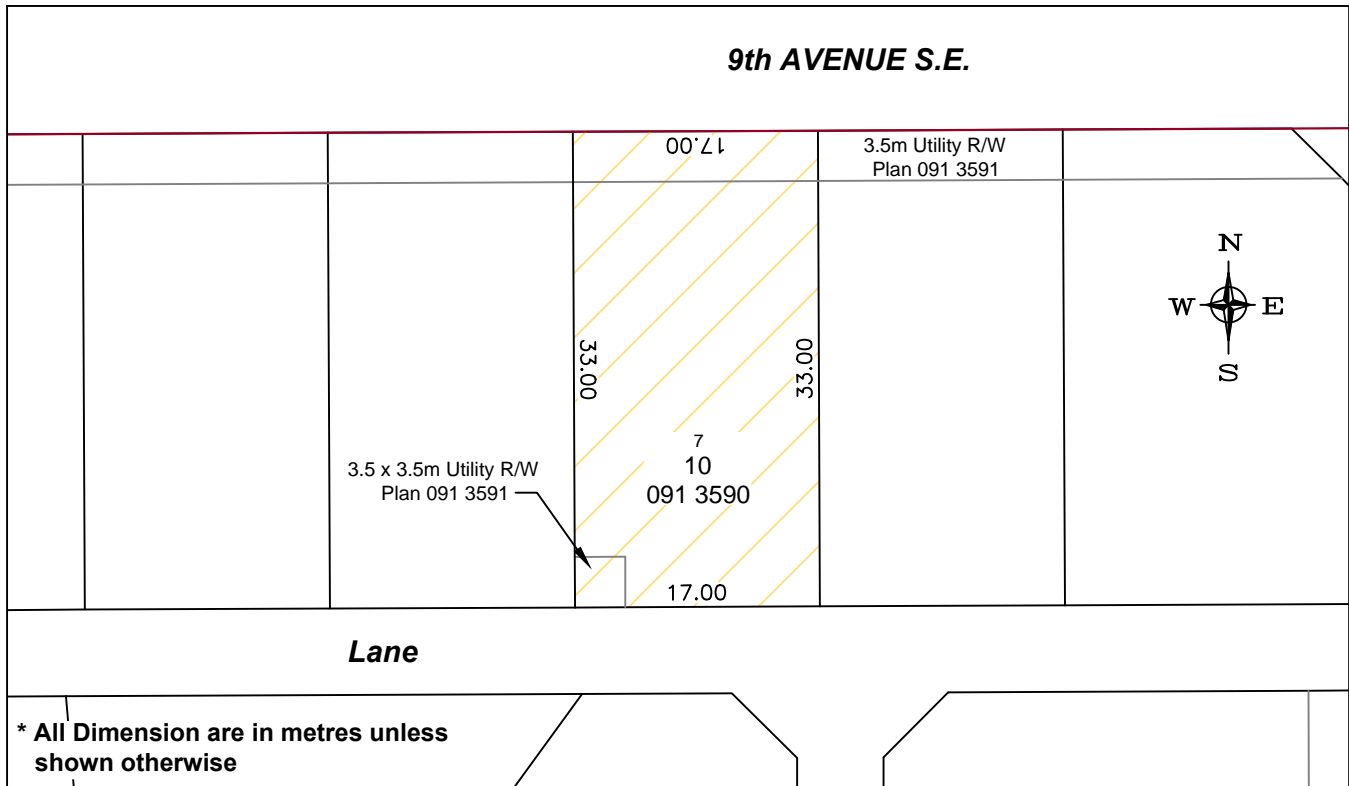 9th AVENUE S.E.
17.00
3.5m Utility R/W
Plan 091 3591
N
W E
S
33.00
33.00
7
10
091 3590
3.5 x 3.5m Utility R/W
Plan 091 3591
17.00
Lane
* All Dimension are in metres unless
shown otherwise